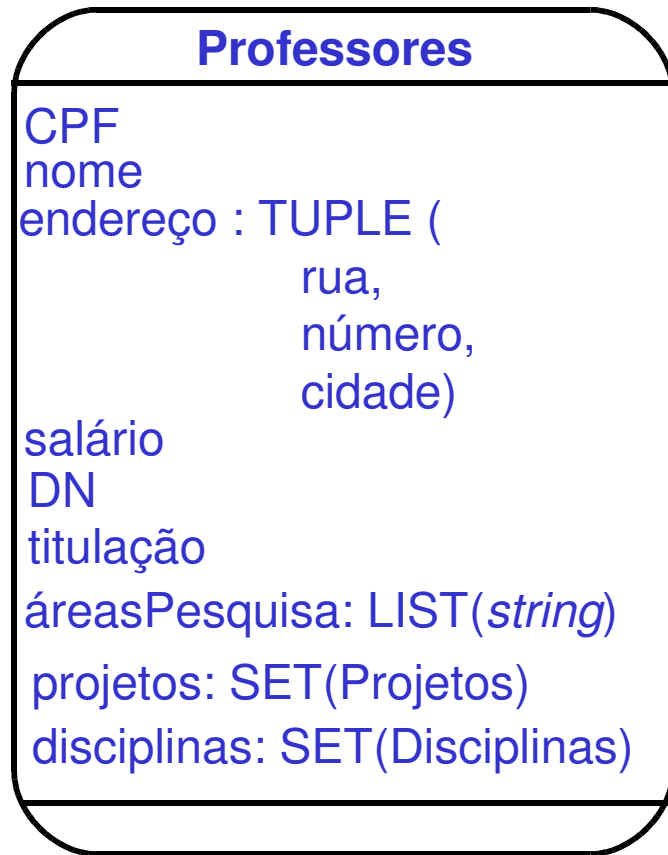 Professores
CPF
nome
endereço : TUPLE (
rua,
número,
cidade)
salário
DN
titulação
áreasPesquisa: LIST(string)
projetos: SET(Projetos)
disciplinas: SET(Disciplinas)